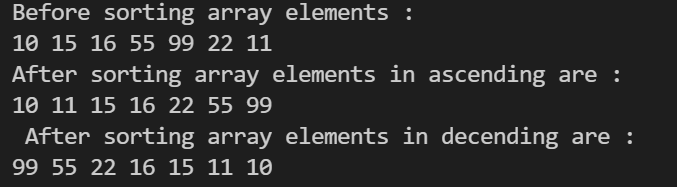 Before sorting array elements :
10 15 16 55 99 22 11
After sorting array elements in ascending are :
10 11 15 16 22 55 99
After sorting array elements in decending are :
99 55 22 16 15 11 10